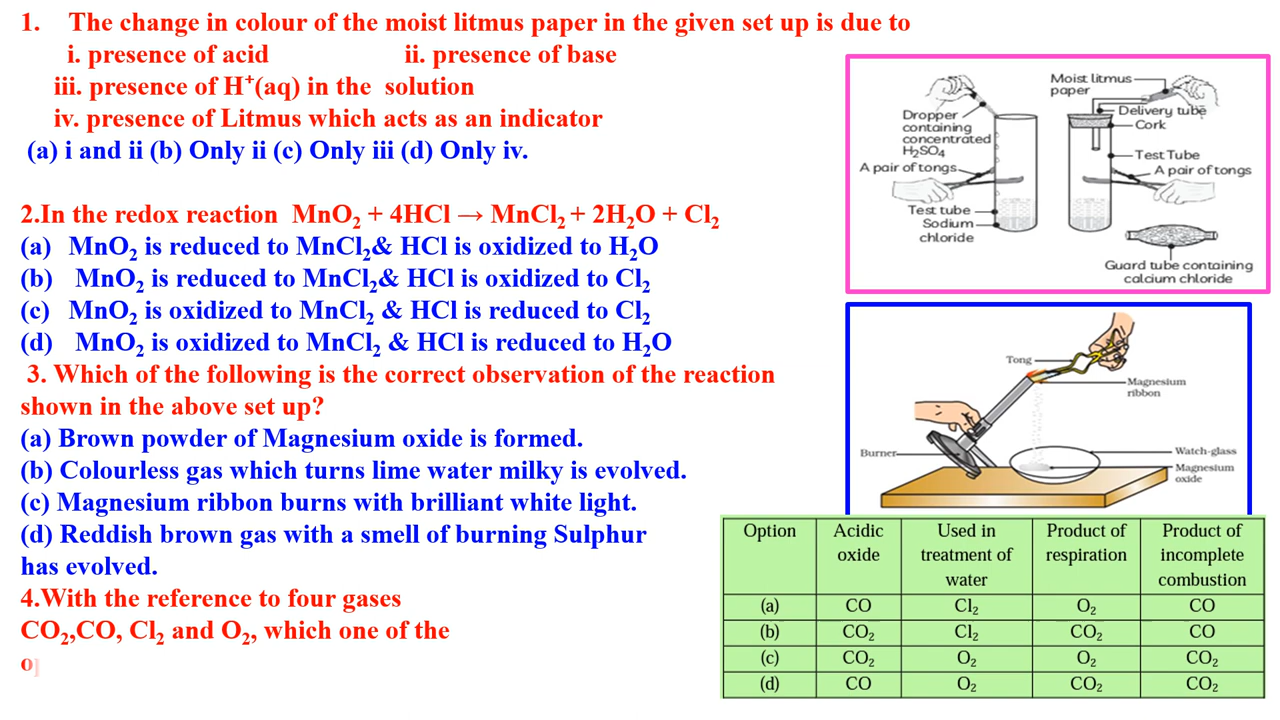 1. The change in colour of the moist litmus paper in the given set up is due to
i. presence of acid ii. presence of base
iii. presence of H⁺(aq) in the solution
iv. presence of Litmus which acts as an indicator
(a) i and ii (b) Only ii (c) Only iii (d) Only iv.
2.In the redox reaction MnO₂ + 4HCl → MnCl₂ + 2H₂O + Cl₂
(a) MnO₂ is reduced to MnCl₂& HCl is oxidized to H₂O
(b) MnO₂ is reduced to MnCl₂& HCl is oxidized to Cl₂
(c) MnO₂ is oxidized to MnCl₂ & HCl is reduced to Cl₂
(d) MnO₂ is oxidized to MnCl₂ & HCl is reduced to H₂O
3. Which of the following is the correct observation of the reaction
shown in the above set up?
(a) Brown powder of Magnesium oxide is formed.
(b) Colourless gas which turns lime water milky is evolved.
(c) Magnesium ribbon burns with brilliant white light.
(d) Reddish brown gas with a smell of burning Sulphur
has evolved.
4.With the reference to four gases
CO₂,CO, Cl₂ and O₂, which one of the
Dropper
containing
concentrated
H₂SO₄
A pair of tongs
Test tube
Sodium
chloride
Moist litmus
paper
Delivery tube
Cork
Test Tube
A pair of tongs
Guard tube containing
calcium chloride
Tong
Magnesium
ribbon
Burner
Watch-glass
Magnesium
oxide
Option Acidic oxide Used in treatment of water Product of respiration Product of incomplete combustion
(a) CO Cl₂ O₂ CO
(b) CO₂ Cl₂ CO₂ CO
(c) CO₂ O₂ O₂ CO₂
(d) CO O₂ CO₂ CO₂